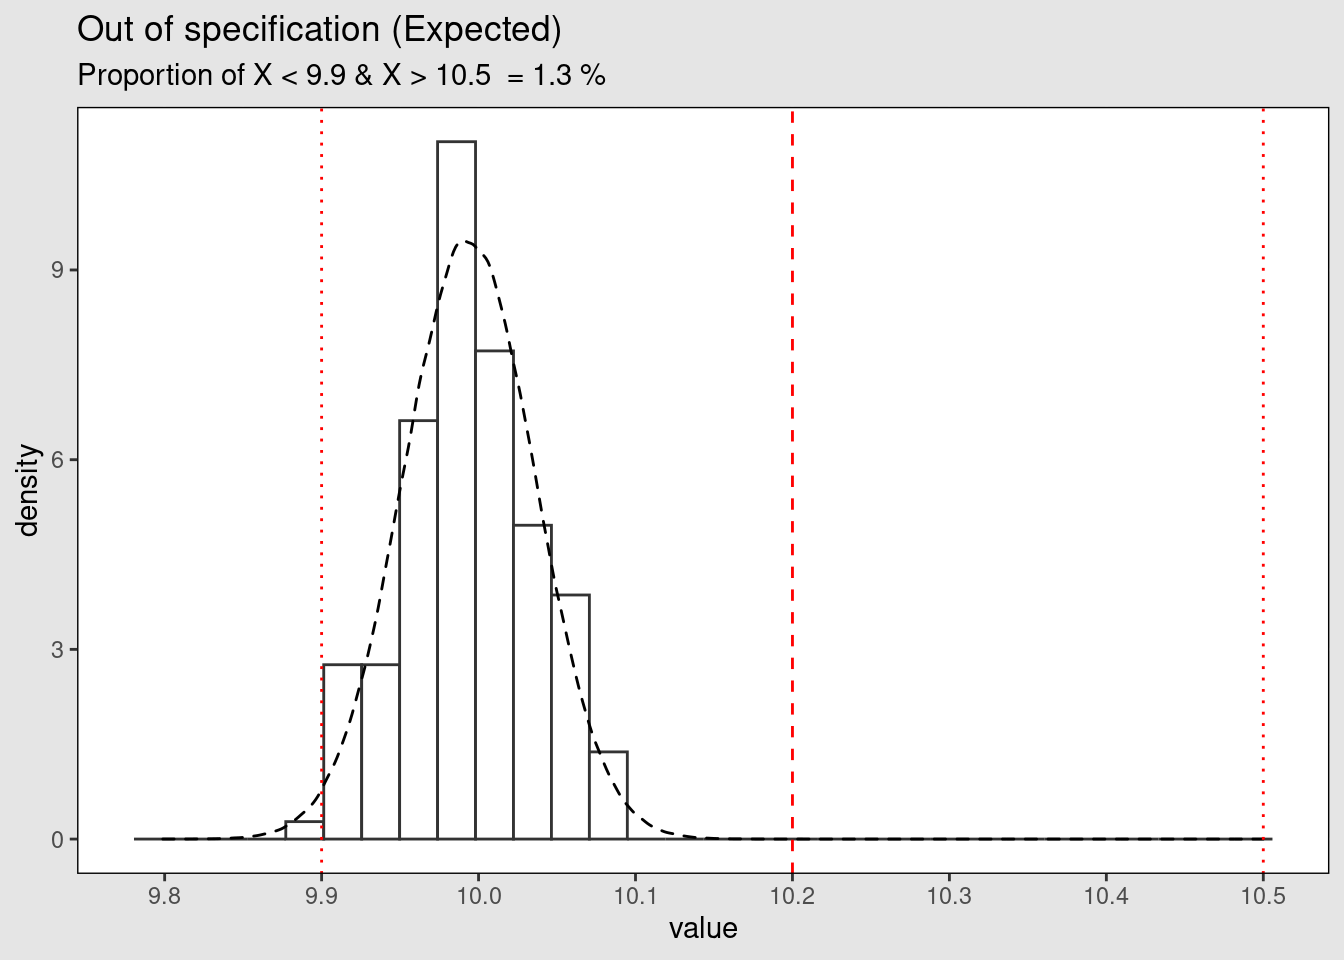 Out of specification (Expected)
Proportion of X < 9.9 & X > 10.5  = 1.3 %
density
9
6
3
0
9.8 9.9 10.0 10.1 10.2 10.3 10.4 10.5
value